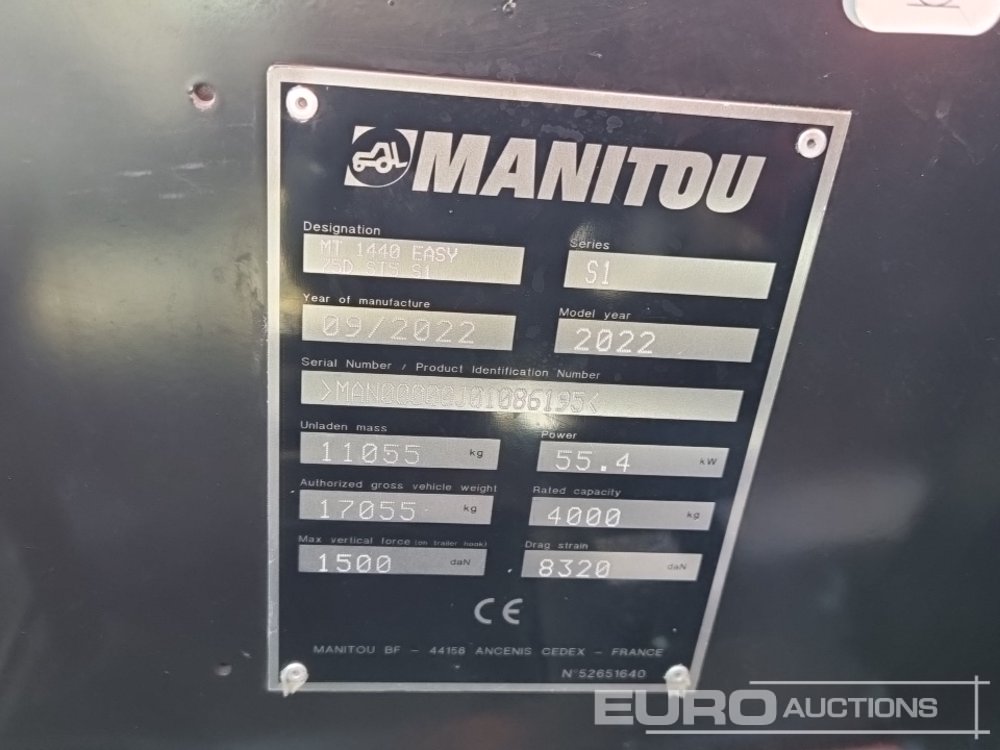 MANITOU
Designation
MT 1440 EASY
75D ST5 S1
Series
S1
Year of manufacture
09/2022
Model year
2022
Serial Number / Product Identification Number
Unladen mass
11055 kg
Power
55.4 kW
Authorized gross vehicle weight
17055 kg
Rated capacity
4000 kg
Max vertical force (on trailer hook)
1500 daN
Drag strain
8320 daN
CE
MANITOU BF - 44158 ANCENIS CEDEX - FRANCE
N°52651640
EURO AUCTIONS